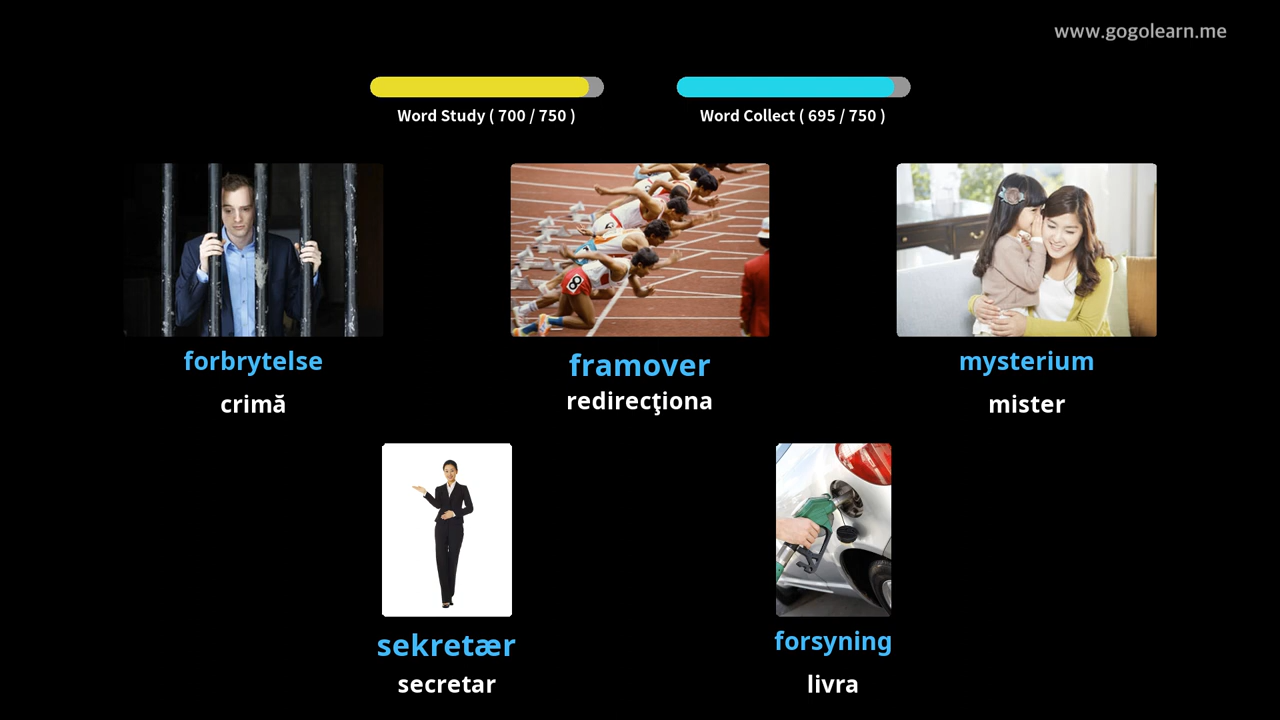 www.gogolearn.me
Word Study ( 700 / 750 )
Word Collect ( 695 / 750 )
forbrytelse
crimă
framover
redirecţiona
mysterium
mister
sekretær
secretar
forsyning
livra